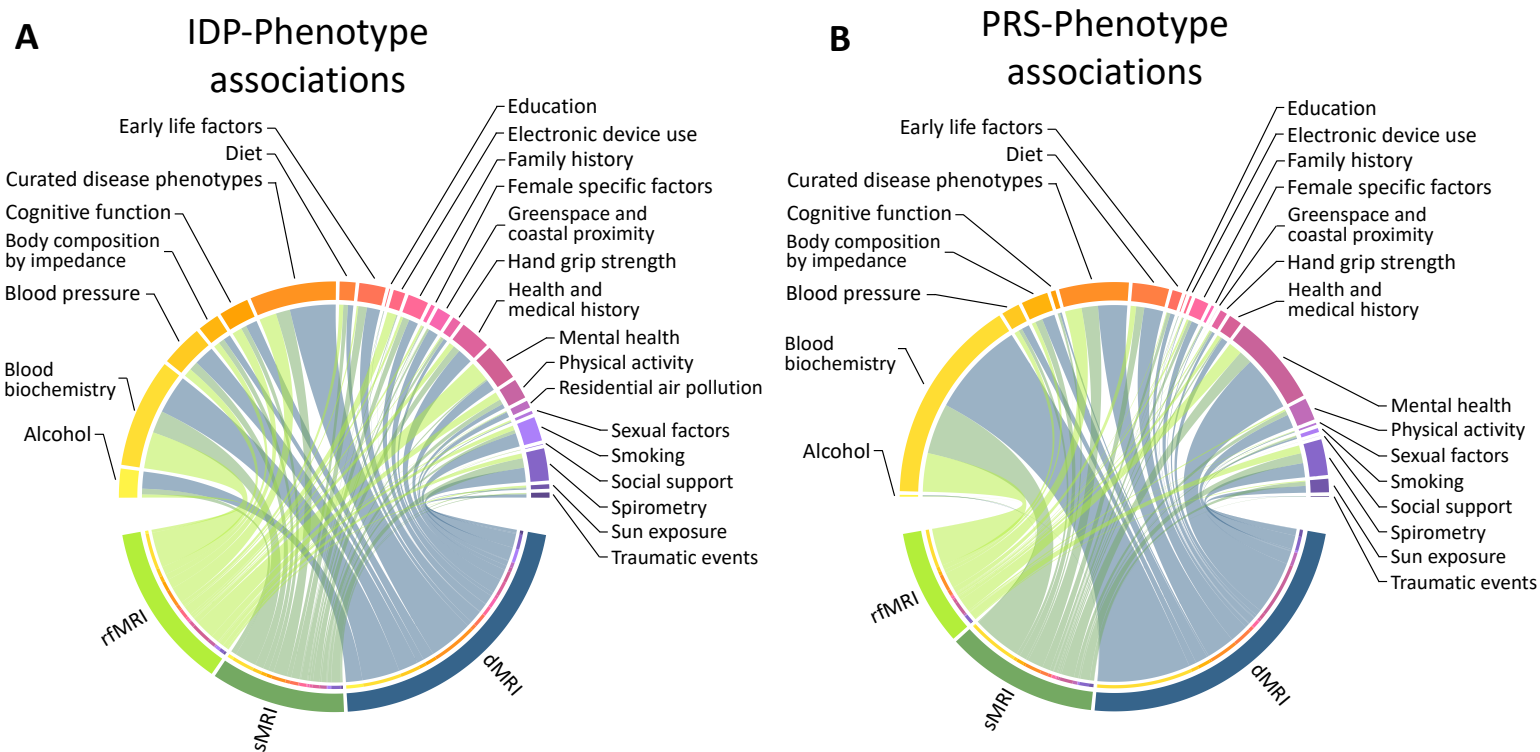 A
IDP-Phenotype
associations
Early life factors
Diet
Curated disease phenotypes
Cognitive function
Body composition
by impedance
Blood pressure
Blood
biochemistry
Alcohol
Education
Electronic device use
Family history
Female specific factors
Greenspace and
coastal proximity
Hand grip strength
Health and
medical history
Mental health
Physical activity
Residential air pollution
Sexual factors
Smoking
Social support
Spirometry
Sun exposure
Traumatic events
rfMRI
sMRI
dMRI
B
PRS-Phenotype
associations
Early life factors
Diet
Curated disease phenotypes
Cognitive function
Body composition
by impedance
Blood pressure
Blood
biochemistry
Alcohol
Education
Electronic device use
Family history
Female specific factors
Greenspace and
coastal proximity
Hand grip strength
Health and
medical history
Mental health
Physical activity
Sexual factors
Smoking
Social support
Spirometry
Sun exposure
Traumatic events
rfMRI
sMRI
dMRI